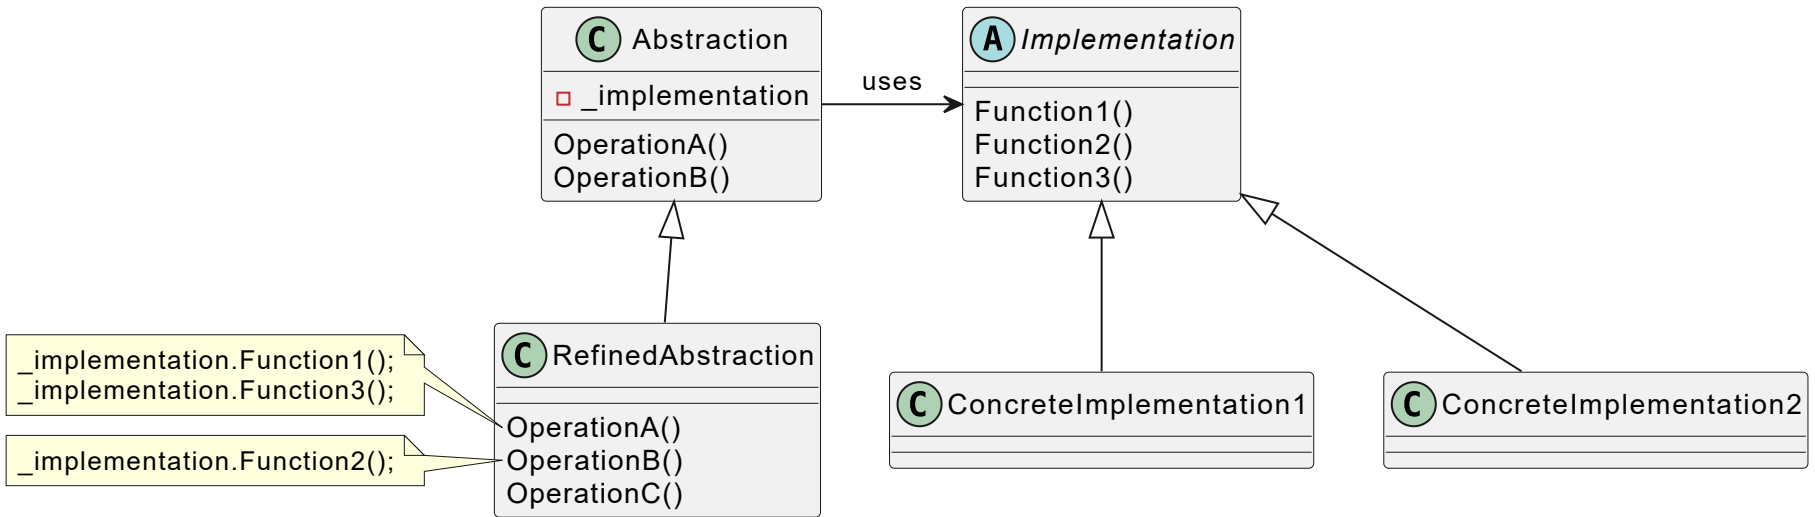 C Abstraction
_implementation
OperationA()
OperationB()
uses
A Implementation
Function1()
Function2()
Function3()
_implementation.Function1();
_implementation.Function3();
_implementation.Function2();
C RefinedAbstraction
OperationA()
OperationB()
OperationC()
C ConcreteImplementation1
C ConcreteImplementation2